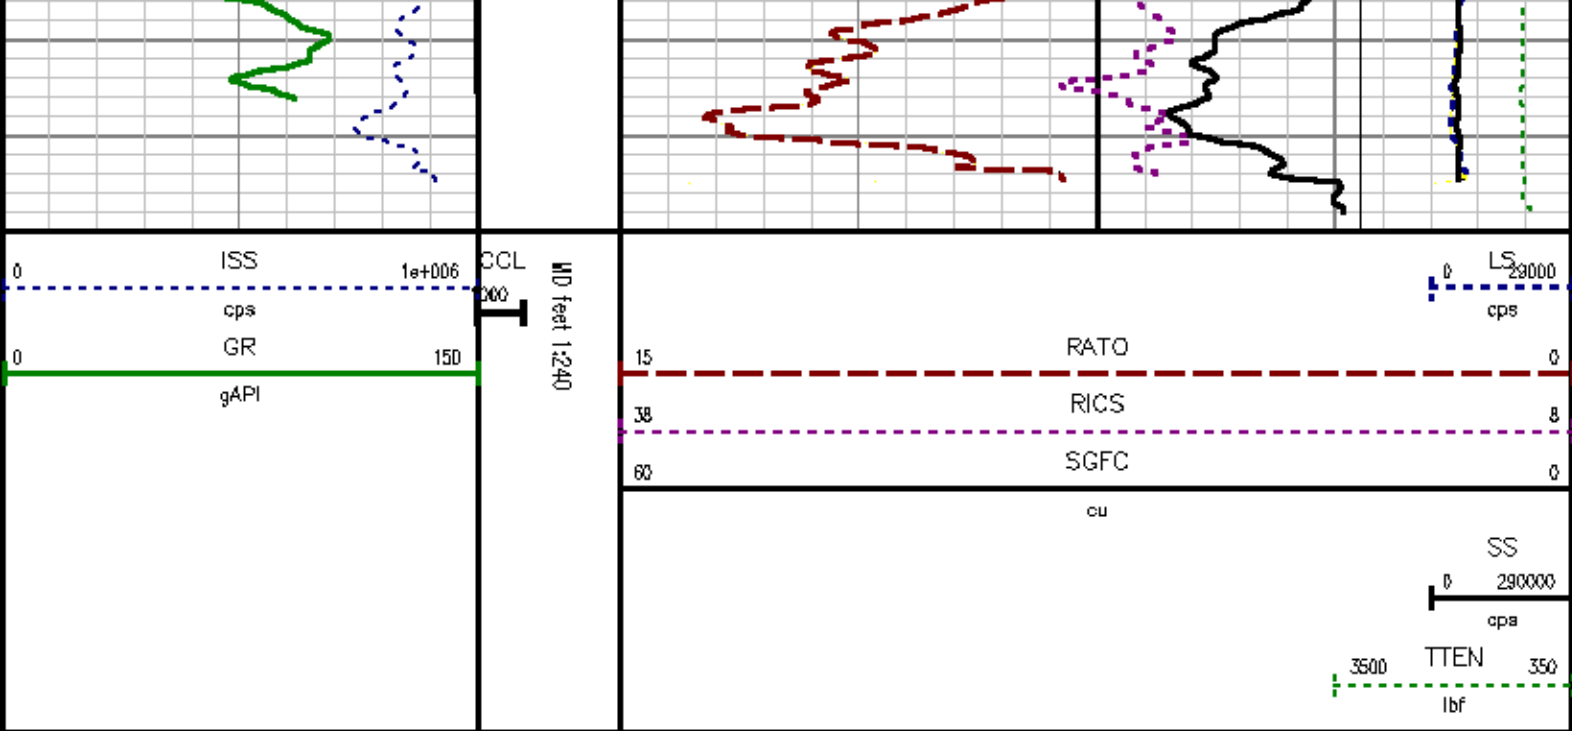 ISS
0 1e+006
cps
GR
0 150
gAPI
CCL
000
MD feet 1:240
LS
0 29000
cps
RATO
15 0
RICS
38 8
SGFC
60 0
cu
SS
0 290000
cps
TTEN
3500 350
lbf